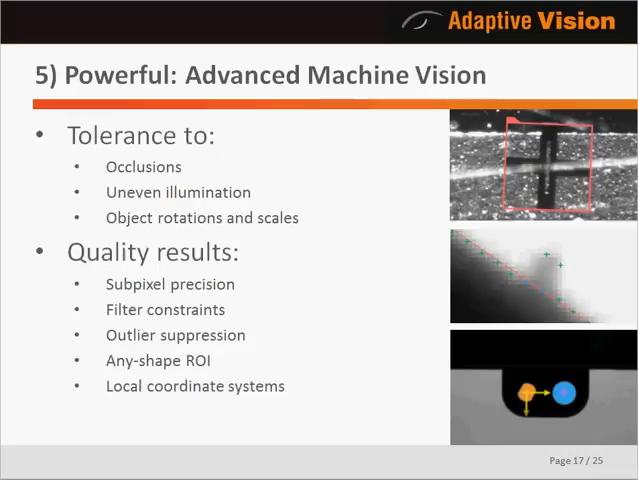 Adaptive Vision
5) Powerful: Advanced Machine Vision
• Tolerance to:
• Occlusions
• Uneven illumination
• Object rotations and scales
• Quality results:
• Subpixel precision
• Filter constraints
• Outlier suppression
• Any-shape ROI
• Local coordinate systems
Page 17 / 25